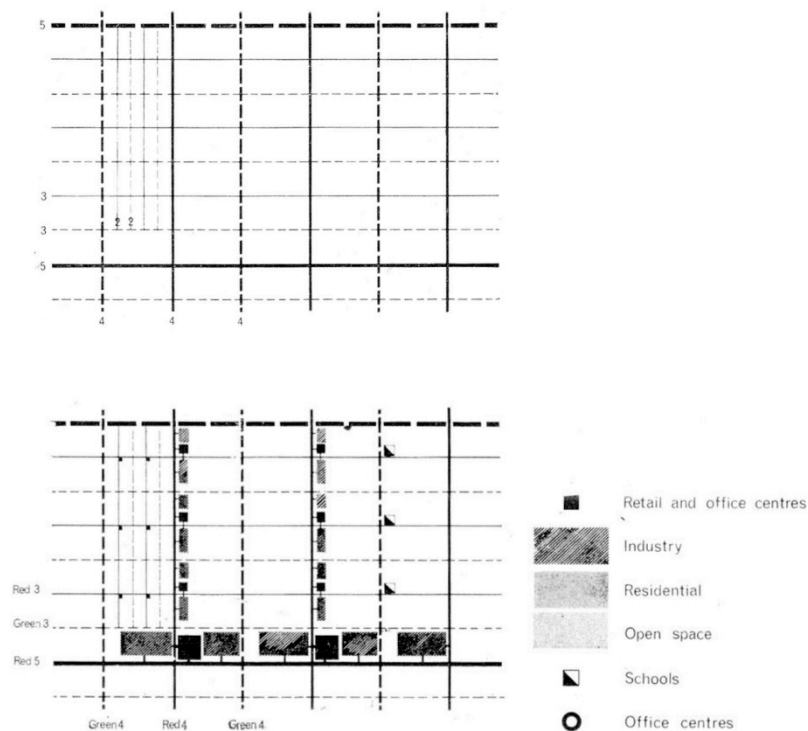 5
3
2 2
3
5
4 4 4
Retail and office centres
Industry
Red 3
Residential
Green 3
Open space
Red 5
Schools
Green 4 Red 4 Green 4
Office centres